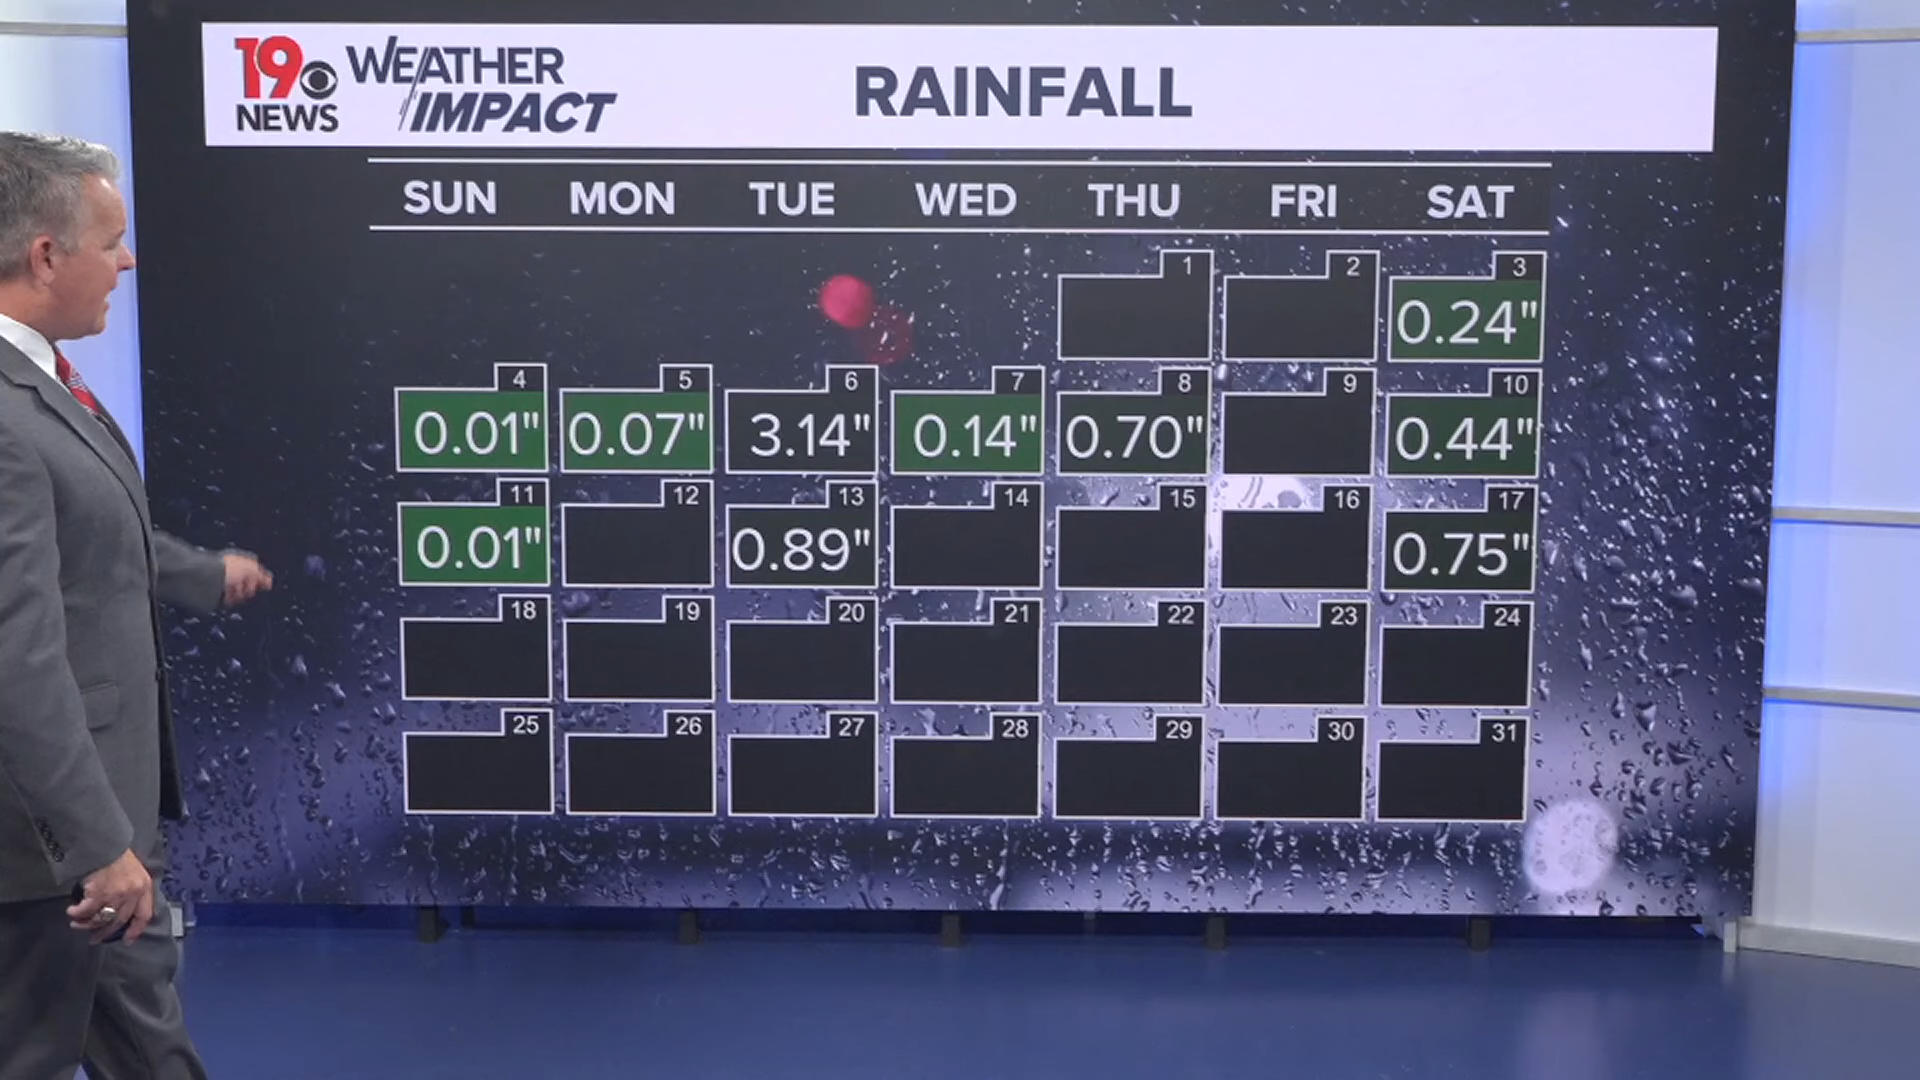 19 NEWS WEATHER IMPACT
RAINFALL
SUN MON TUE WED THU FRI SAT
1 2 3
0.24"
4 5 6 7 8 9 10
0.01" 0.07" 3.14" 0.14" 0.70" 0.44"
11 12 13 14 15 16 17
0.01" 0.89" 0.75"
18 19 20 21 22 23 24
25 26 27 28 29 30 31